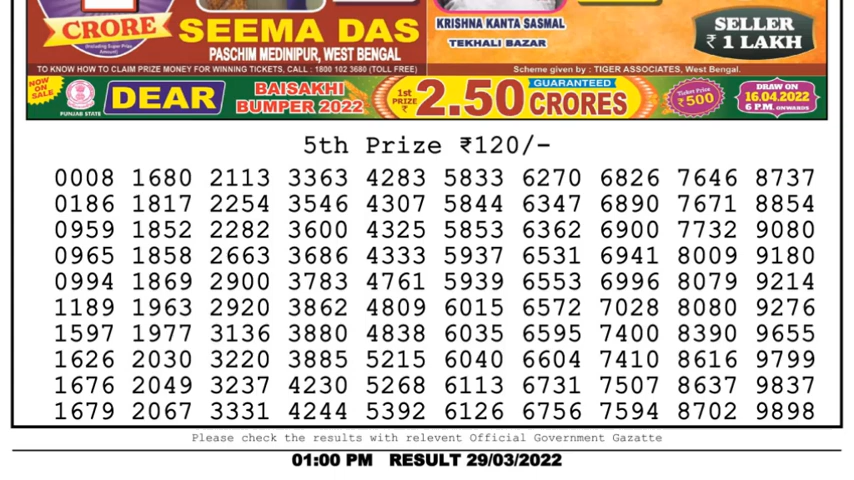 CRORE
(Including Super Prize Amount)
SEEMA DAS
PASCHIM MEDINIPUR, WEST BENGAL
KRISHNA KANTA SASMAL
TEKHALI BAZAR
SELLER
₹ 1 LAKH
TO KNOW HOW TO CLAIM PRIZE MONEY FOR WINNING TICKETS, CALL : 1800 102 3680 (TOLL FREE)
Scheme given by : TIGER ASSOCIATES, West Bengal.
NOW ON SALE
PUNJAB STATE
DEAR
BAISAKHI
BUMPER 2022
1st PRIZE ₹
2.50
GUARANTEED
CRORES
Ticket Price
₹500
DRAW ON
16.04.2022
6 P.M. ONWARDS
5th Prize ₹120/-
0008 1680 2113 3363 4283 5833 6270 6826 7646 8737
0186 1817 2254 3546 4307 5844 6347 6890 7671 8854
0959 1852 2282 3600 4325 5853 6362 6900 7732 9080
0965 1858 2663 3686 4333 5937 6531 6941 8009 9180
0994 1869 2900 3783 4761 5939 6553 6996 8079 9214
1189 1963 2920 3862 4809 6015 6572 7028 8080 9276
1597 1977 3136 3880 4838 6035 6595 7400 8390 9655
1626 2030 3220 3885 5215 6040 6604 7410 8616 9799
1676 2049 3237 4230 5268 6113 6731 7507 8637 9837
1679 2067 3331 4244 5392 6126 6756 7594 8702 9898
Please check the results with relevent Official Government Gazatte
01:00 PM RESULT 29/03/2022